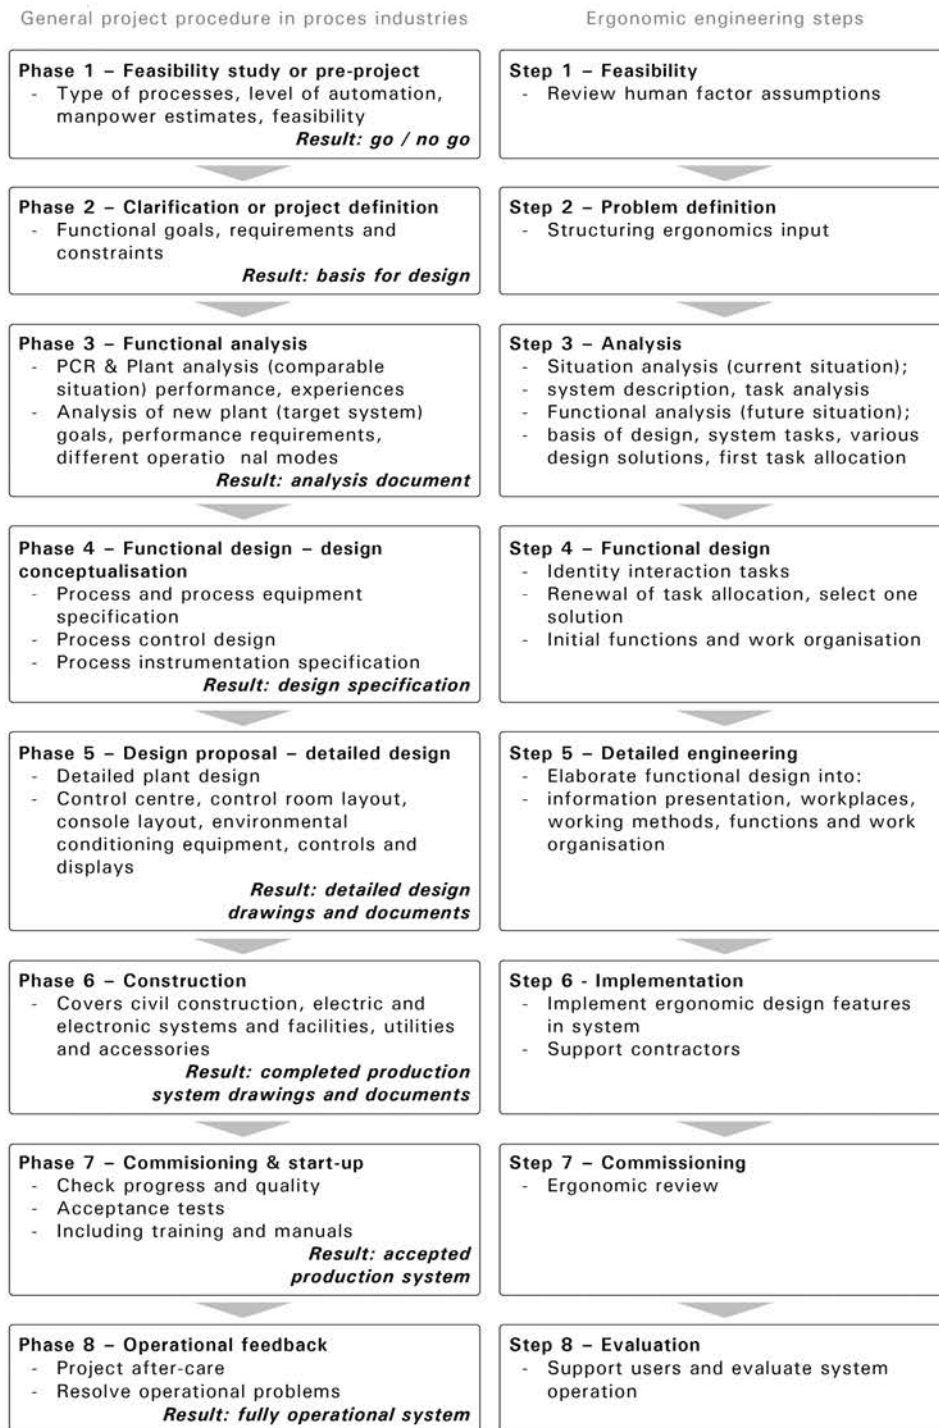 General project procedure in proces industries
Phase 1 – Feasibility study or pre-project
- Type of processes, level of automation,
manpower estimates, feasibility
Result: go / no go
Phase 2 – Clarification or project definition
- Functional goals, requirements and
constraints
Result: basis for design
Phase 3 – Functional analysis
- PCR & Plant analysis (comparable
situation) performance, experiences
- Analysis of new plant (target system)
goals, performance requirements,
different operatio nal modes
Result: analysis document
Phase 4 – Functional design – design
conceptualisation
- Process and process equipment
specification
- Process control design
- Process instrumentation specification
Result: design specification
Phase 5 – Design proposal – detailed design
- Detailed plant design
- Control centre, control room layout,
console layout, environmental
conditioning equipment, controls and
displays
Result: detailed design
drawings and documents
Phase 6 – Construction
- Covers civil construction, electric and
electronic systems and facilities, utilities
and accessories
Result: completed production
system drawings and documents
Phase 7 – Commisioning & start-up
- Check progress and quality
- Acceptance tests
- Including training and manuals
Result: accepted
production system
Phase 8 – Operational feedback
- Project after-care
- Resolve operational problems
Result: fully operational system
Ergonomic engineering steps
Step 1 – Feasibility
- Review human factor assumptions
Step 2 – Problem definition
- Structuring ergonomics input
Step 3 – Analysis
- Situation analysis (current situation);
- system description, task analysis
- Functional analysis (future situation);
- basis of design, system tasks, various
design solutions, first task allocation
Step 4 – Functional design
- Identity interaction tasks
- Renewal of task allocation, select one
solution
- Initial functions and work organisation
Step 5 – Detailed engineering
- Elaborate functional design into:
- information presentation, workplaces,
working methods, functions and work
organisation
Step 6 - Implementation
- Implement ergonomic design features
in system
- Support contractors
Step 7 – Commissioning
- Ergonomic review
Step 8 – Evaluation
- Support users and evaluate system
operation